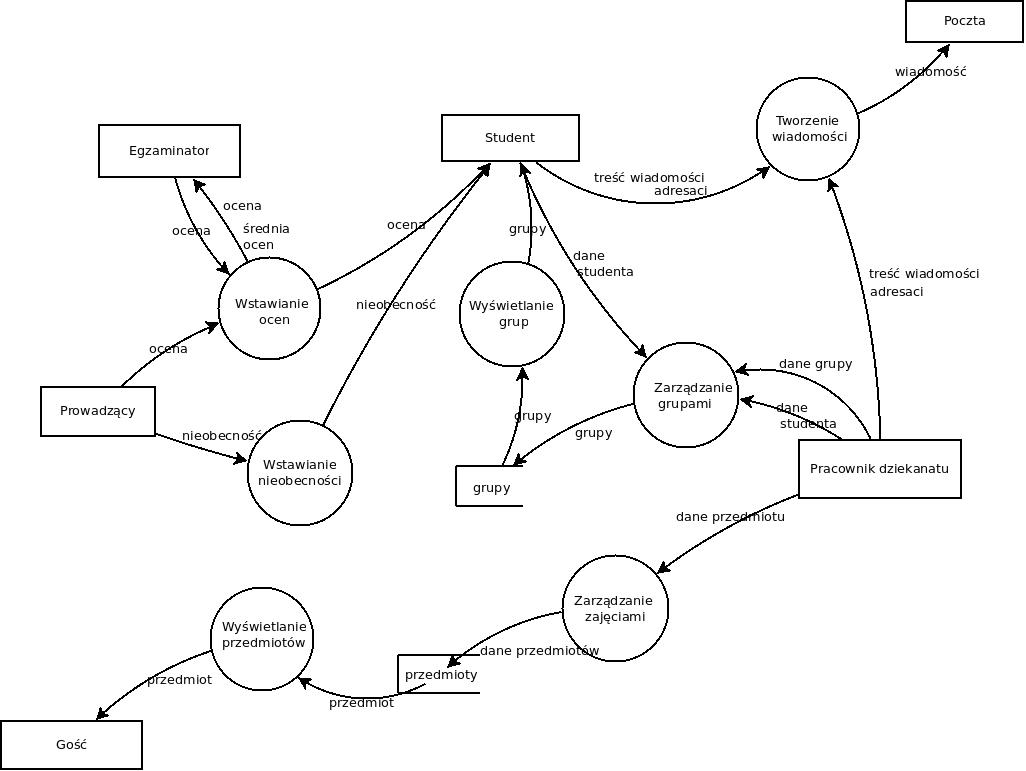 Poczta
wiadomość
Tworzenie
wiadomości
Student
Egzaminator
treść wiadomości
adresaci
ocena
ocena
ocena
średnia
ocen
ocena
grupy
dane
studenta
treść wiadomości
adresaci
Wstawianie
ocen
nieobecność
Wyświetlanie
grup
ocena
dane grupy
Zarządzanie
grupami
Prowadzący
dane
studenta
grupy
grupy
nieobecność
Wstawianie
nieobecności
Pracownik dziekanatu
grupy
dane przedmiotu
Zarządzanie
zajęciami
Wyświetlanie
przedmiotów
dane przedmiotów
przedmioty
przedmiot
przedmiot
Gość